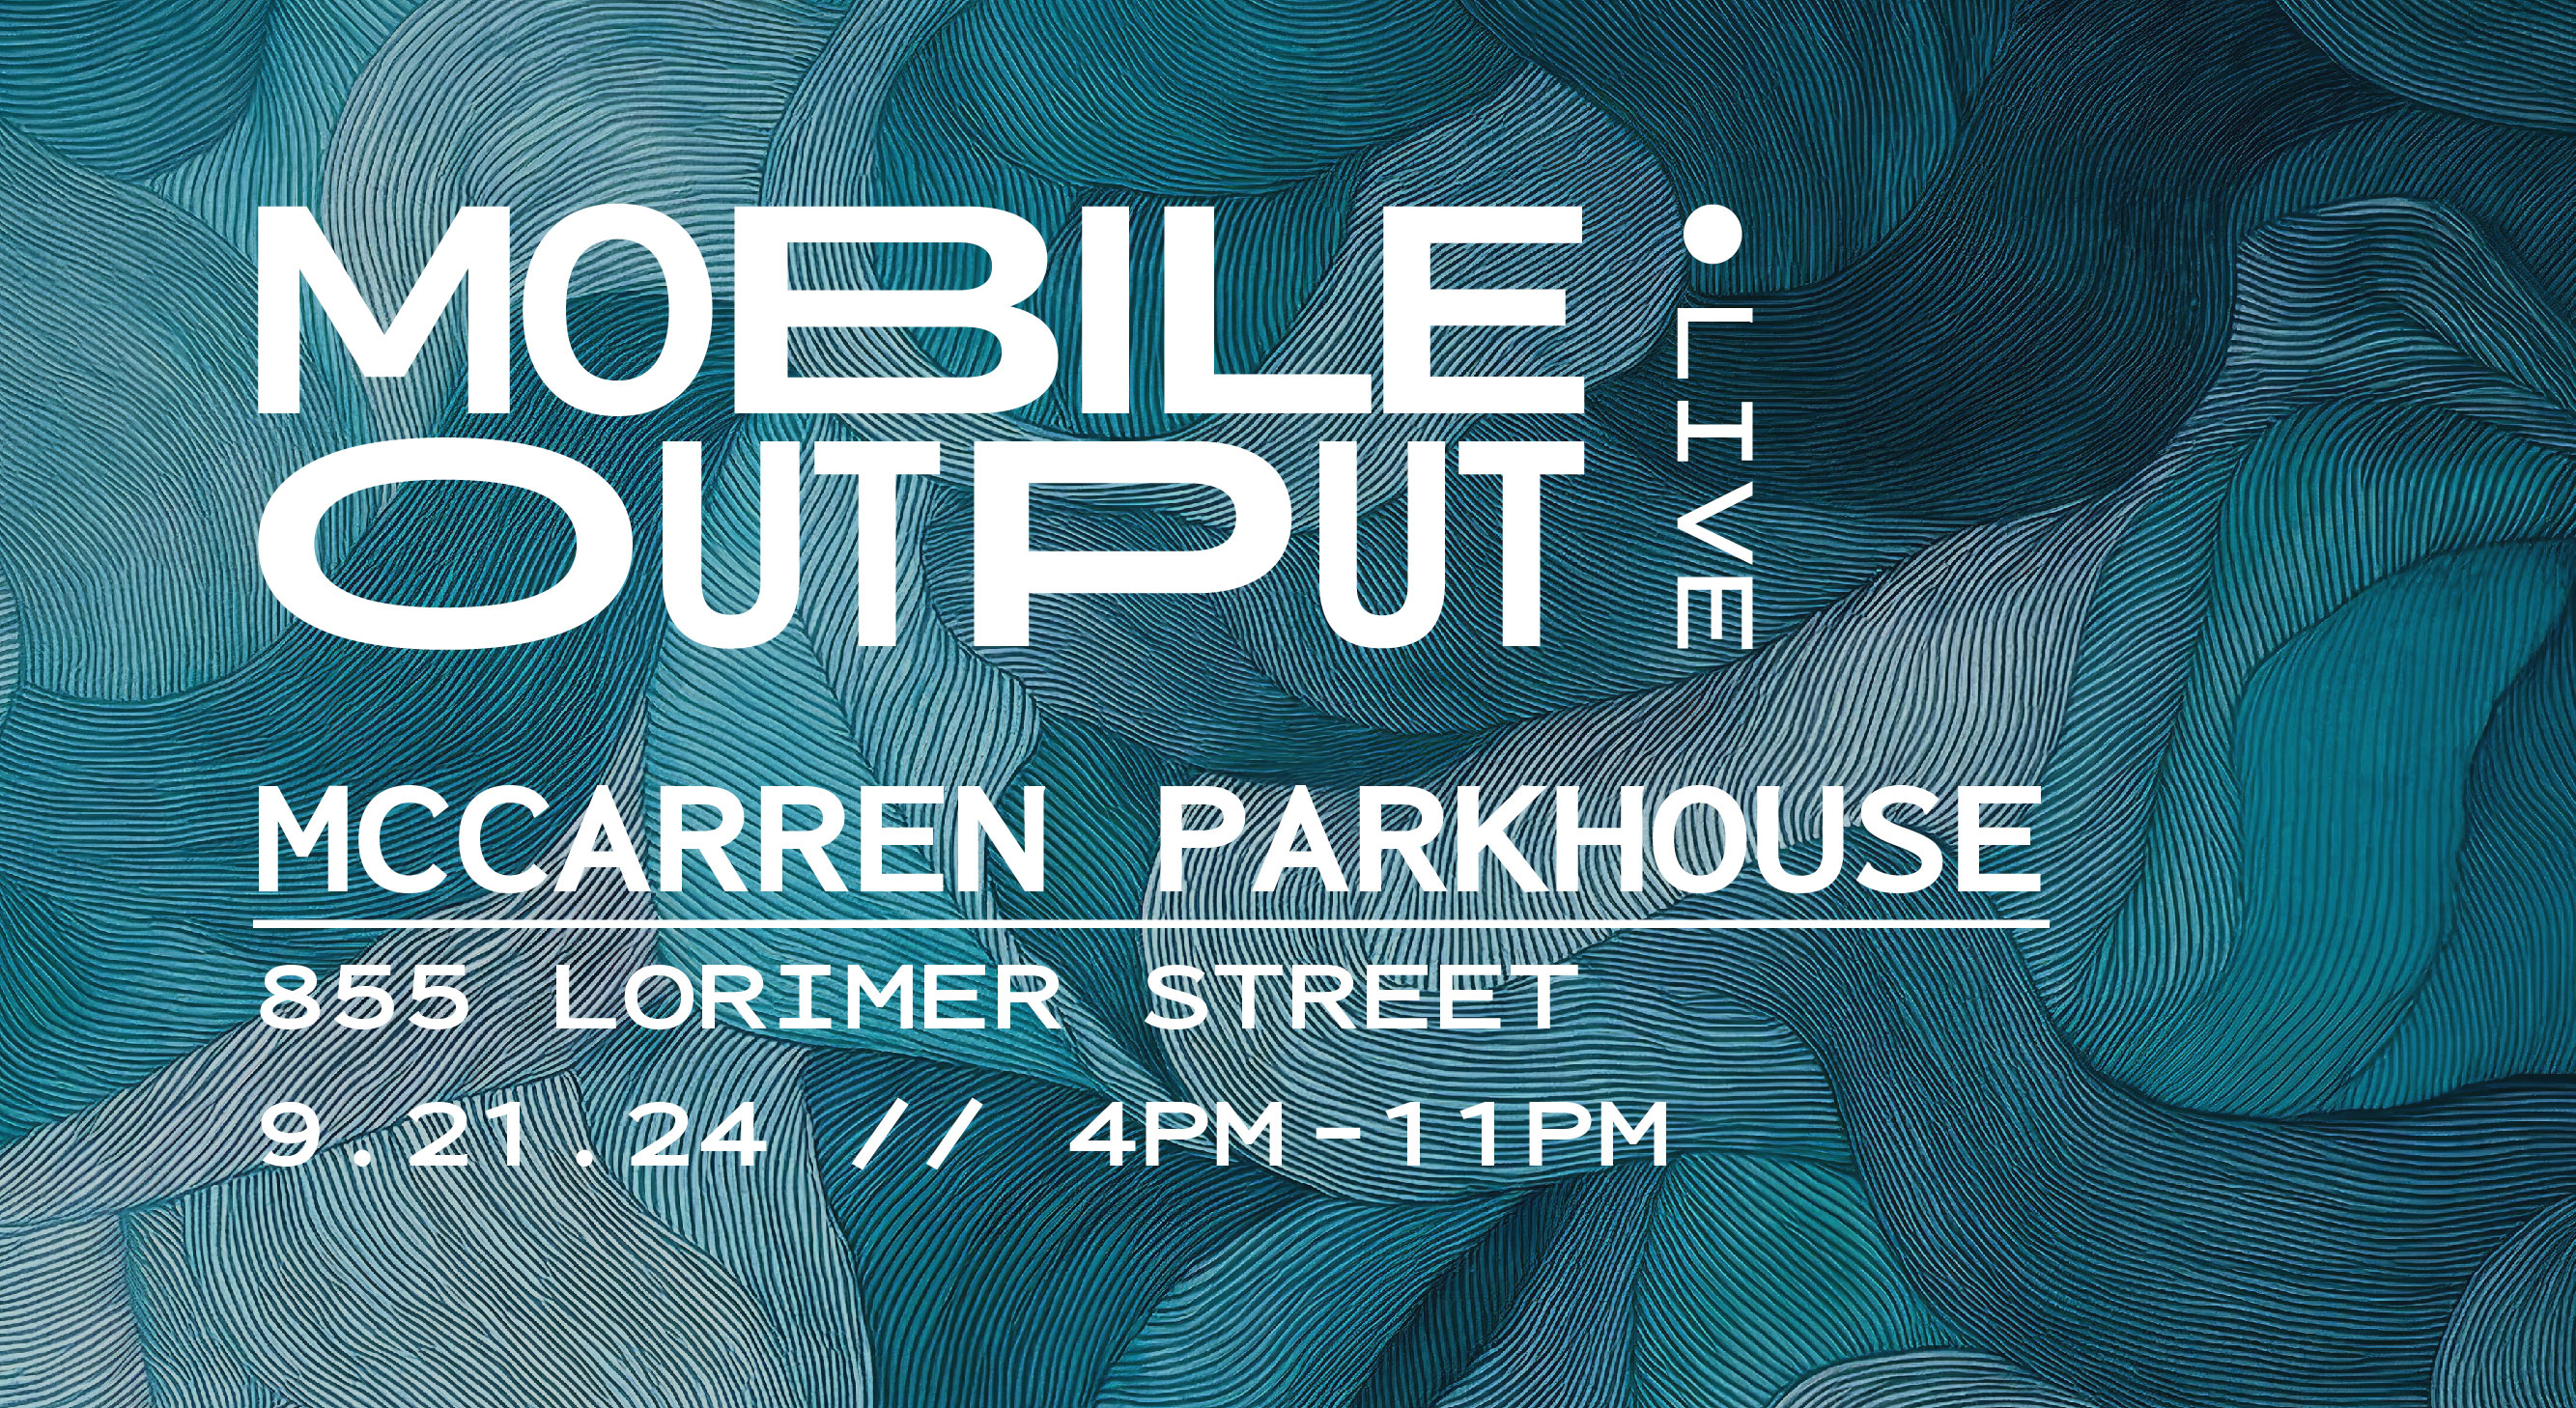 MOBILE
OUTPUT
LIVE
MCCARREN PARKHOUSE
855 LORIMER STREET
9.21.24 // 4PM-11PM